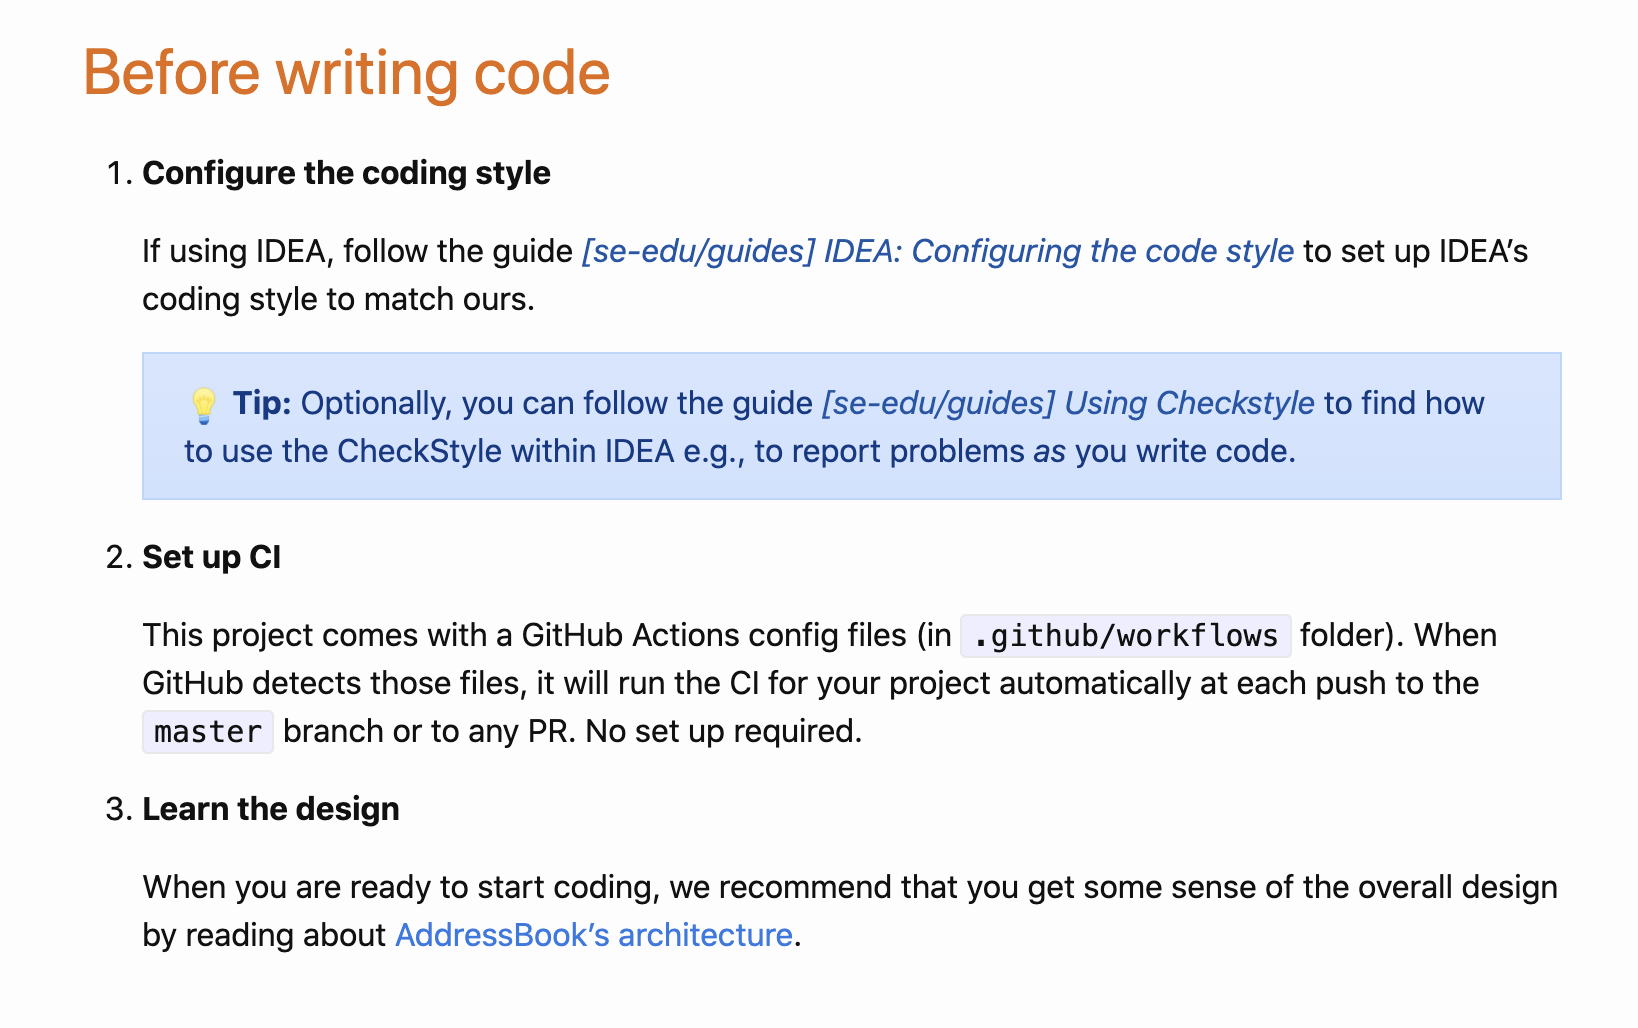 Before writing code
1. Configure the coding style
If using IDEA, follow the guide [se-edu/guides] IDEA: Configuring the code style to set up IDEA’s
coding style to match ours.
💡 Tip: Optionally, you can follow the guide [se-edu/guides] Using Checkstyle to find how
to use the CheckStyle within IDEA e.g., to report problems as you write code.
2. Set up CI
This project comes with a GitHub Actions config files (in .github/workflows folder). When
GitHub detects those files, it will run the CI for your project automatically at each push to the
master branch or to any PR. No set up required.
3. Learn the design
When you are ready to start coding, we recommend that you get some sense of the overall design
by reading about AddressBook’s architecture.